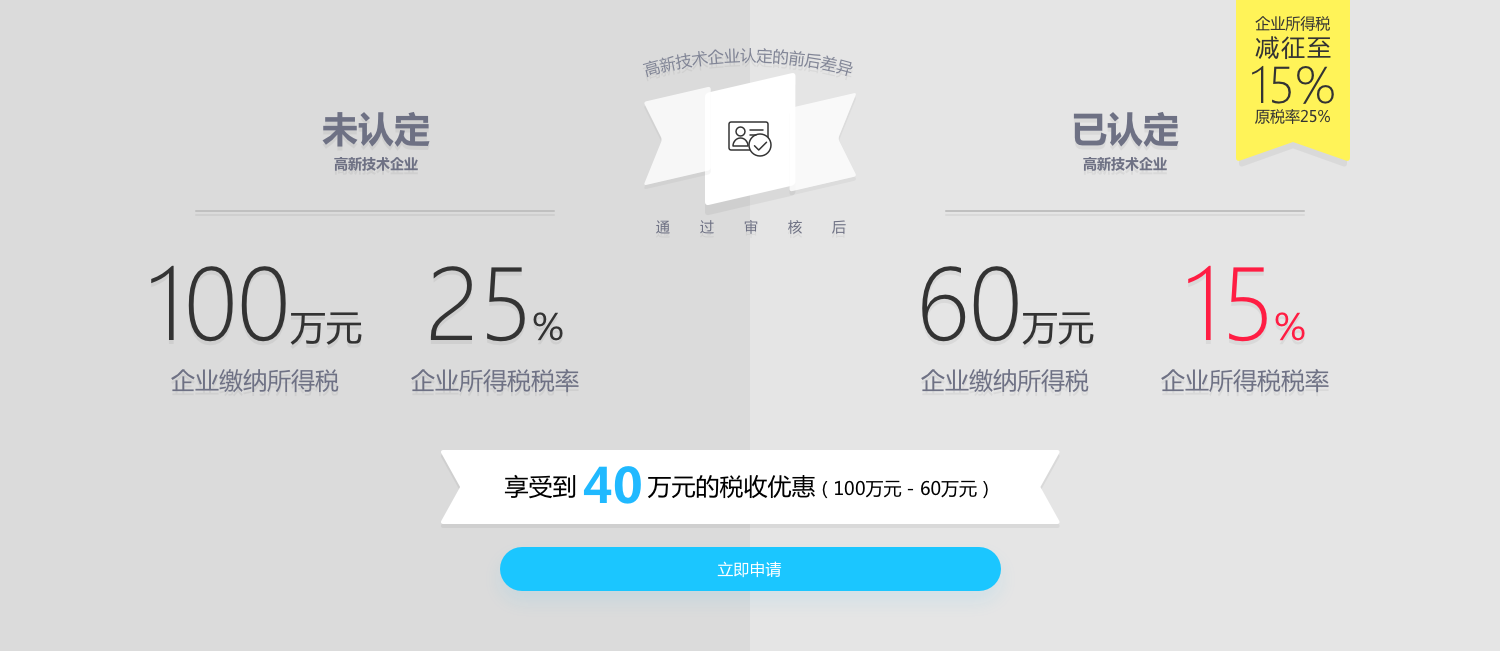 高新技术企业认定的前后差异
通过审核后
未认定
高新技术企业
100万元
企业缴纳所得税
25%
企业所得税税率
已认定
高新技术企业
企业所得税
减征至
15%
原税率25%
60万元
企业缴纳所得税
15%
企业所得税税率
享受到 40 万元的税收优惠 ( 100万元 - 60万元 )
立即申请